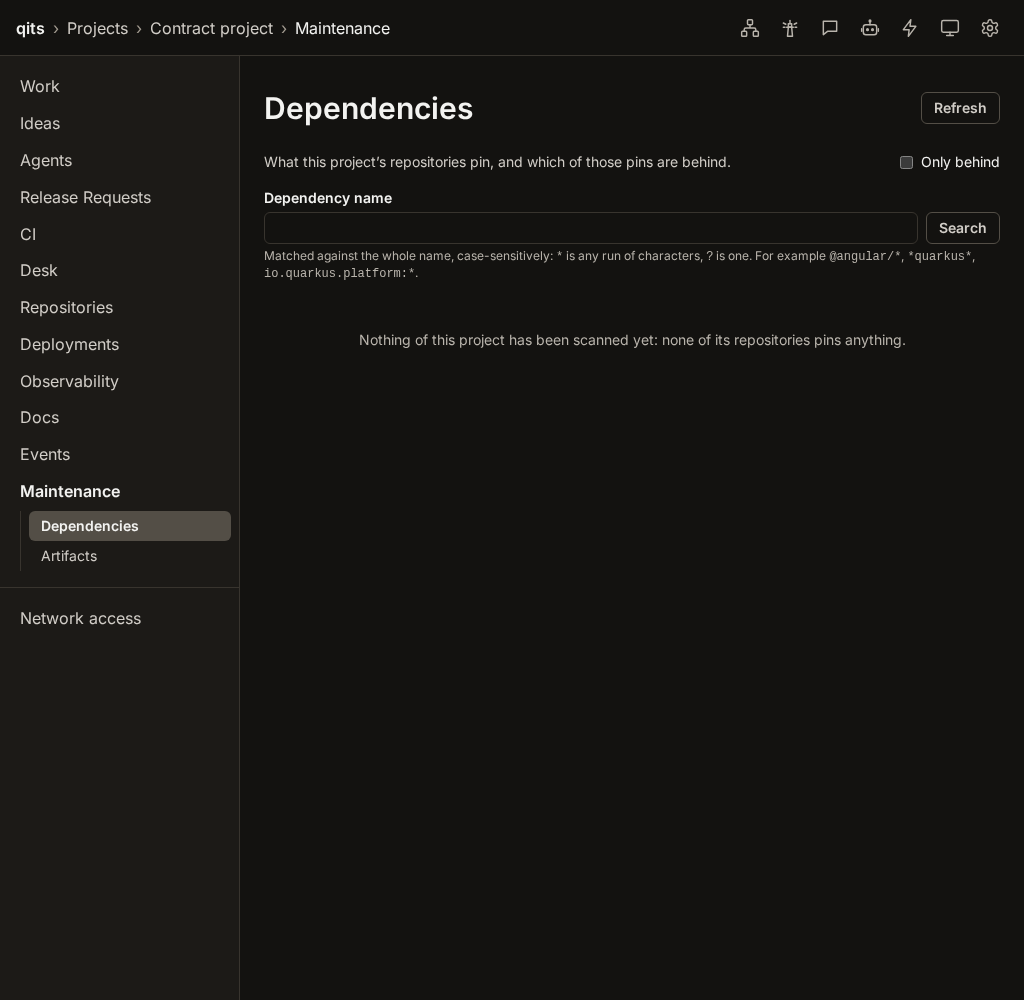 qits › Projects › Contract project › Maintenance
Work
Ideas
Agents
Release Requests
CI
Desk
Repositories
Deployments
Observability
Docs
Events
Maintenance
Dependencies
Artifacts
Network access
Dependencies
Refresh
What this project’s repositories pin, and which of those pins are behind.
Only behind
Dependency name
Search
Matched against the whole name, case-sensitively: * is any run of characters, ? is one. For example @angular/*, *quarkus*,
io.quarkus.platform:*.
Nothing of this project has been scanned yet: none of its repositories pins anything.